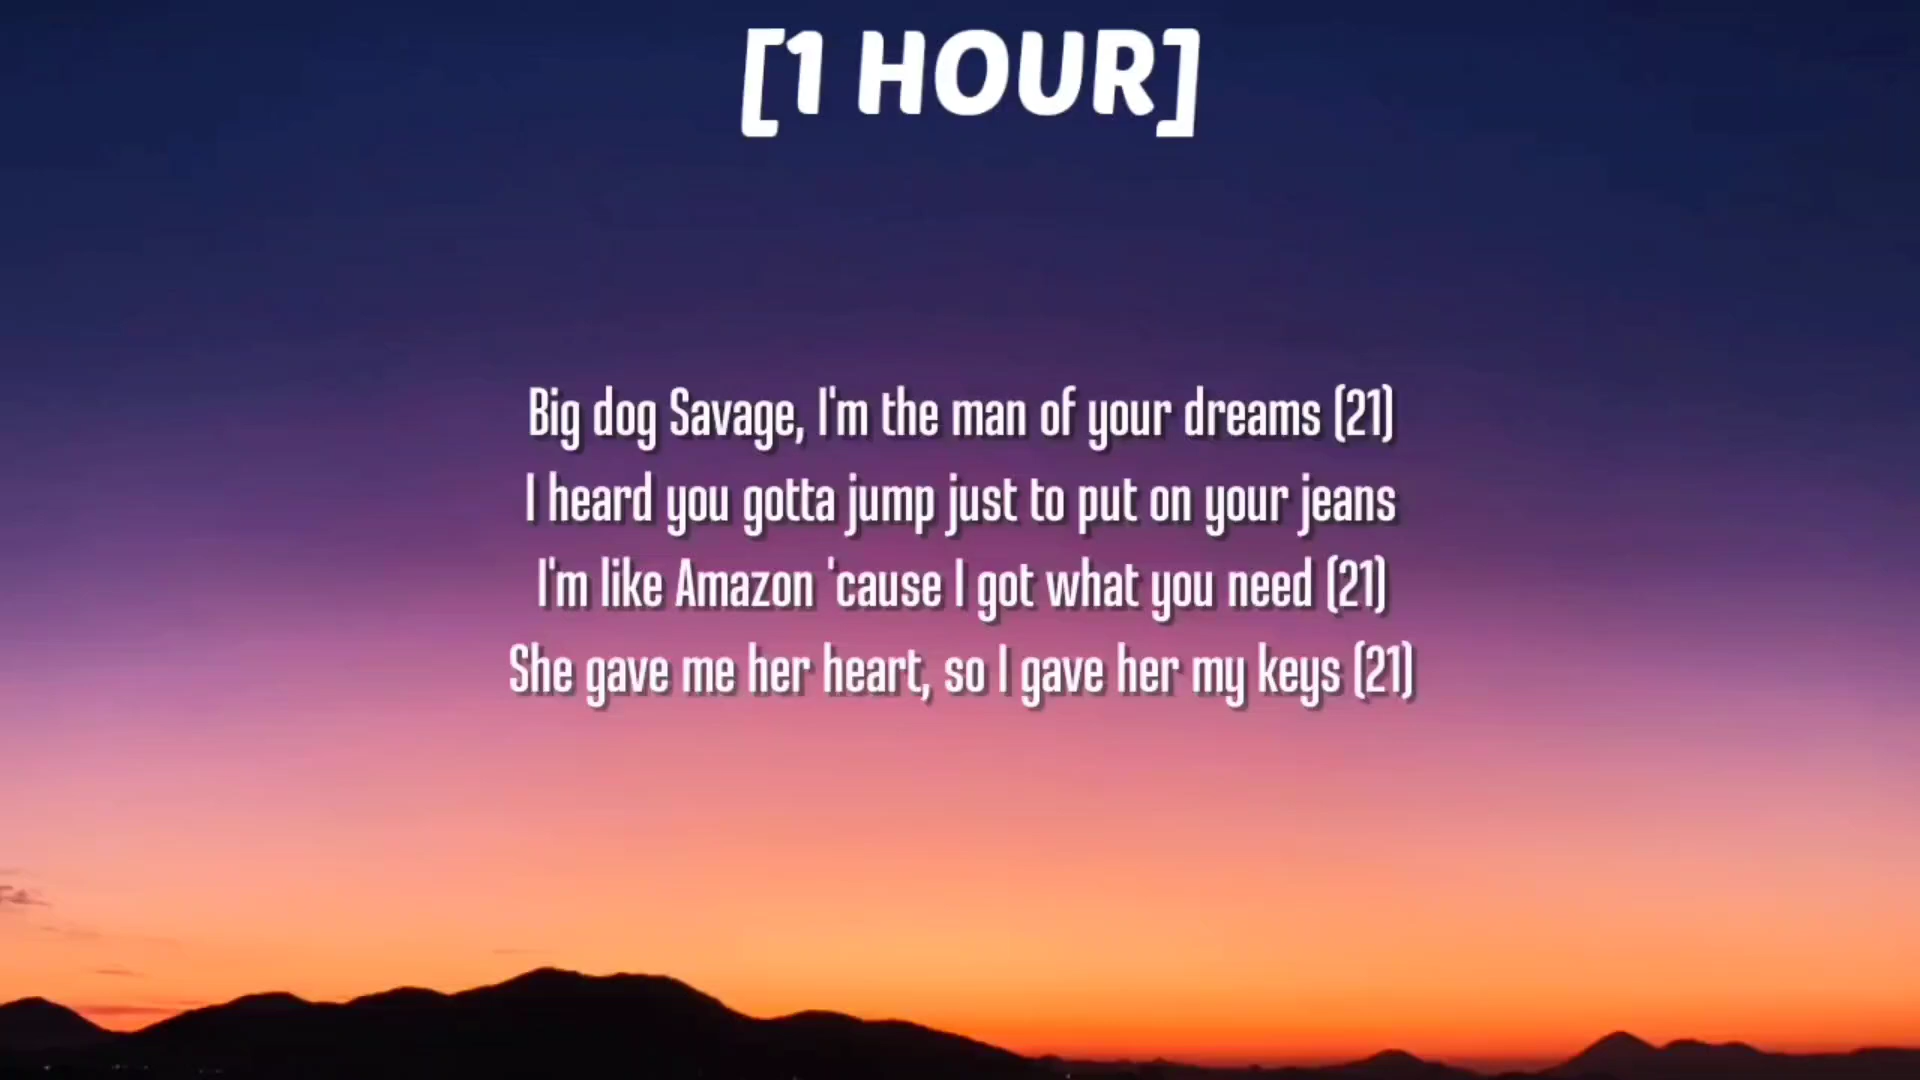 [1 HOUR]
Big dog Savage, I'm the man of your dreams (21)
I heard you gotta jump just to put on your jeans
I'm like Amazon 'cause I got what you need (21)
She gave me her heart, so I gave her my keys (21)